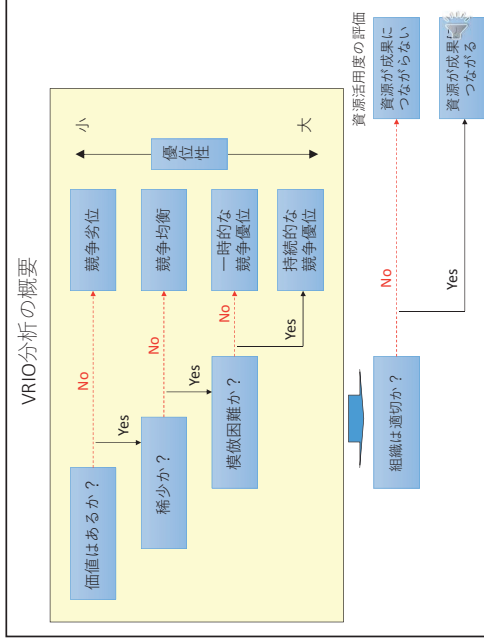 VRIO分析の概要
価値はあるか？
No
競争劣位
小
Yes
稀少か？
No
競争均衡
優位性
Yes
模倣困難か？
No
一時的な
競争優位
Yes
持続的な
競争優位
大
資源活用度の評価
組織は適切か？
No
資源が成果に
つながらない
Yes
資源が成果に
つながる